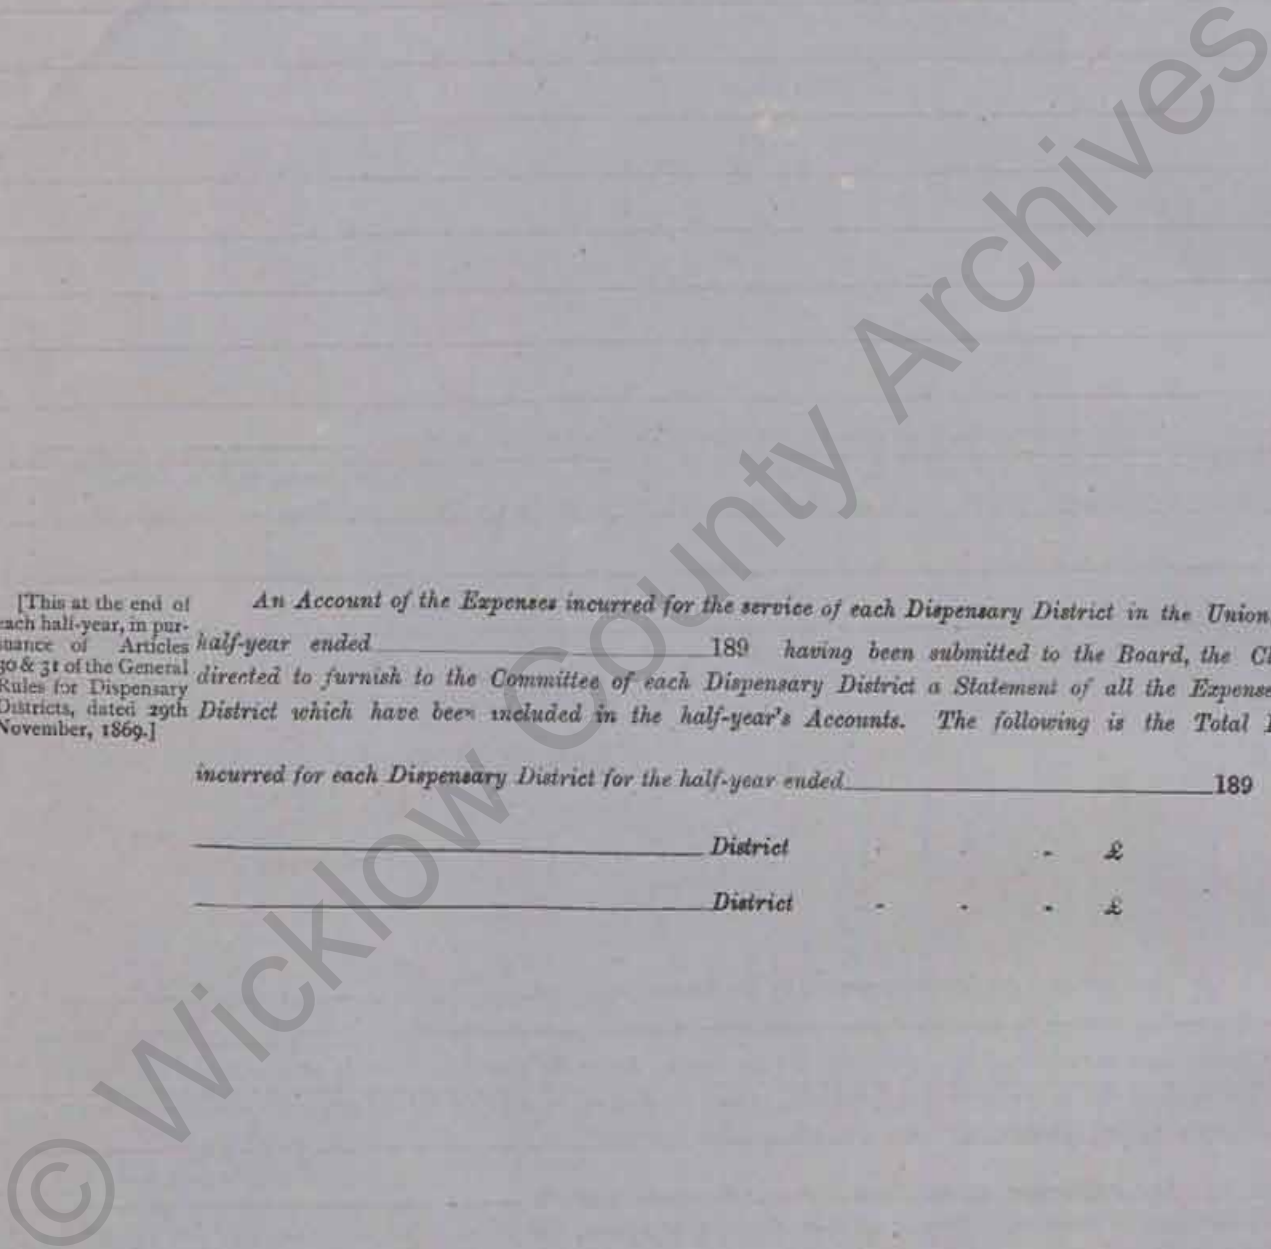 [This at the end of
each half-year, in pur-
suance of Articles
30 & 31 of the General
Rules for Dispensary
Districts, dated 29th
November, 1869.]
An Account of the Expenses incurred for the service of each Dispensary District in the Union
half-year ended 189 having been submitted to the Board, the Cl
directed to furnish to the Committee of each Dispensary District a Statement of all the Expense
District which have been included in the half-year's Accounts. The following is the Total
incurred for each Dispensary District for the half-year ended 189
District - - - £
District - - - £
© Wicklow County Archives